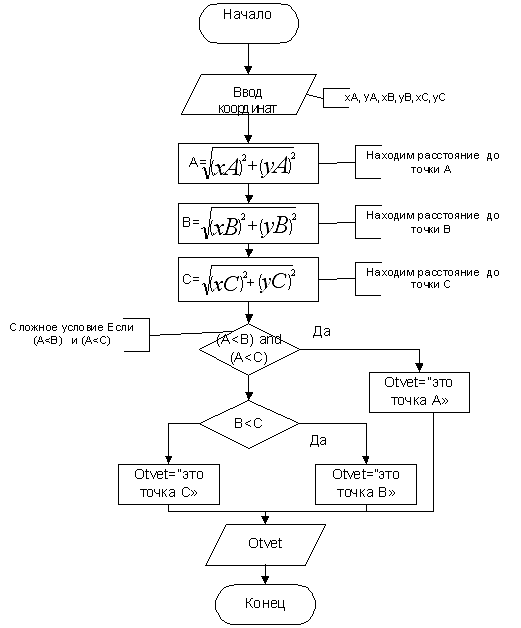 Начало
Ввод
координат
xA, yA, xB, yB, xC, yC
A=√(xA)²+(yA)²
Находим расстояние до
точки A
B=√(xB)²+(yB)²
Находим расстояние до
точки B
C=√(xC)²+(yC)²
Находим расстояние до
точки C
Сложное условие Если
(A<B) и (A<C)
(A<B) and
(A<C)
Да
Otvet="это
точка A»
B<C
Да
Otvet="это
точка C»
Otvet="это
точка B»
Otvet
Конец